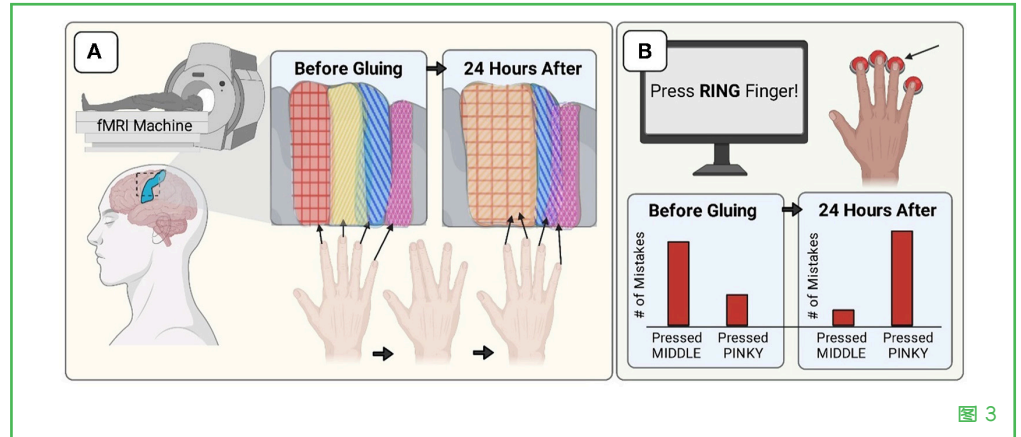 A
fMRI Machine
Before Gluing
24 Hours After
B
Press RING Finger!
Before Gluing
24 Hours After
# of Mistakes
Pressed
MIDDLE
Pressed
PINKY
# of Mistakes
Pressed
MIDDLE
Pressed
PINKY
图 3